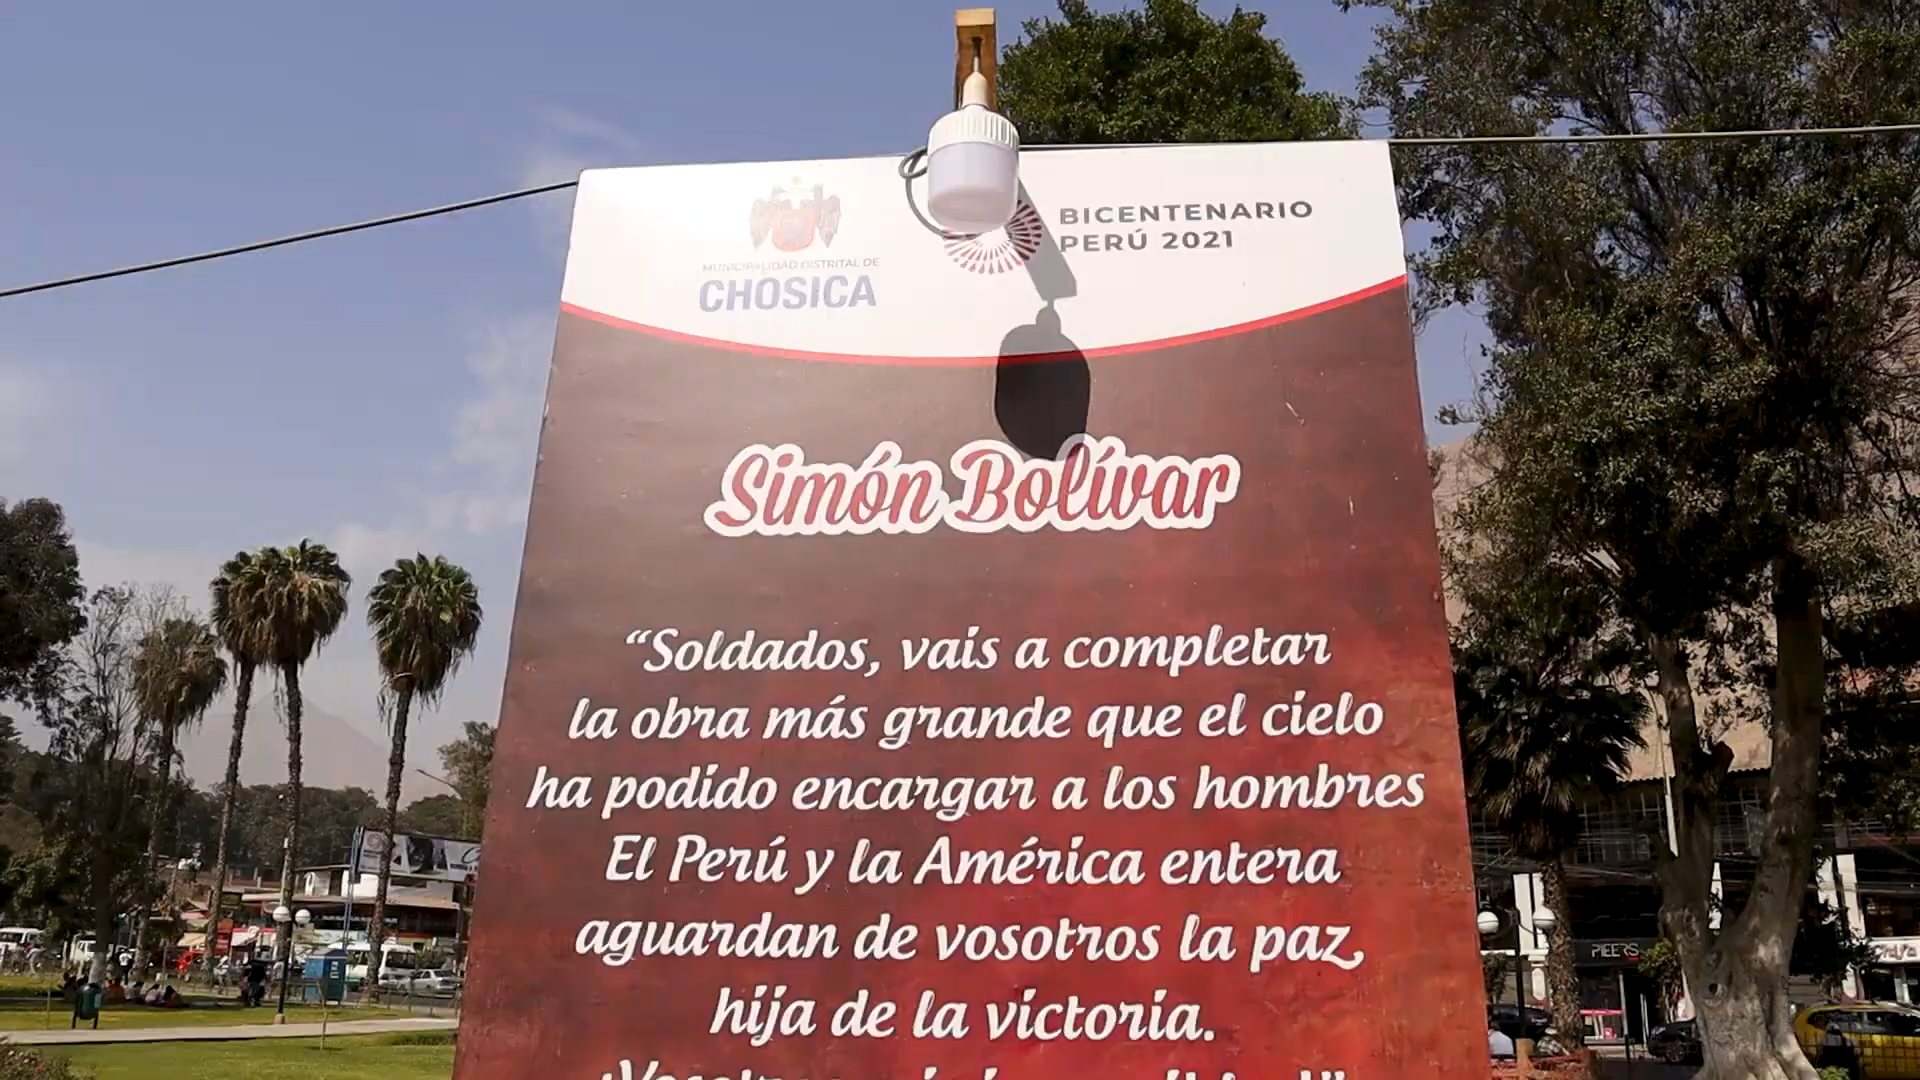 MUNICIPALIDAD DISTRITAL DE
CHOSICA
BICENTENARIO
PERÚ 2021
Simón Bolívar
“Soldados, vais a completar
la obra más grande que el cielo
ha podido encargar a los hombres
El Perú y la América entera
aguardan de vosotros la paz,
hija de la victoria.
PIEERS